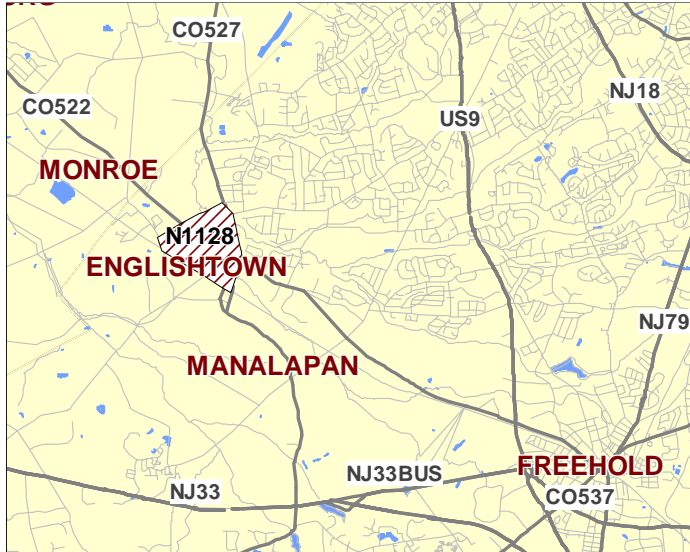 CO527
CO522
US9
NJ18
MONROE
N1128
ENGLISHTOWN
NJ79
MANALAPAN
FREEHOLD
NJ33BUS
NJ33
CO537